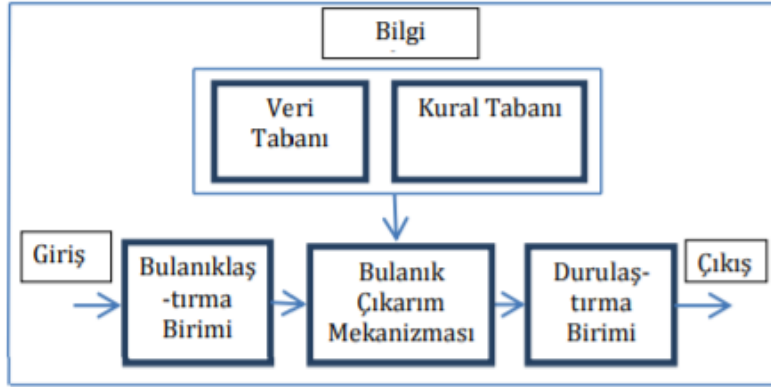 Bilgi
Veri
Tabanı
Kural Tabanı
Giriş
Bulanıklaş
-tırma
Birimi
Bulanık
Çıkarım
Mekanizması
Durulaş-
tırma
Birimi
Çıkış